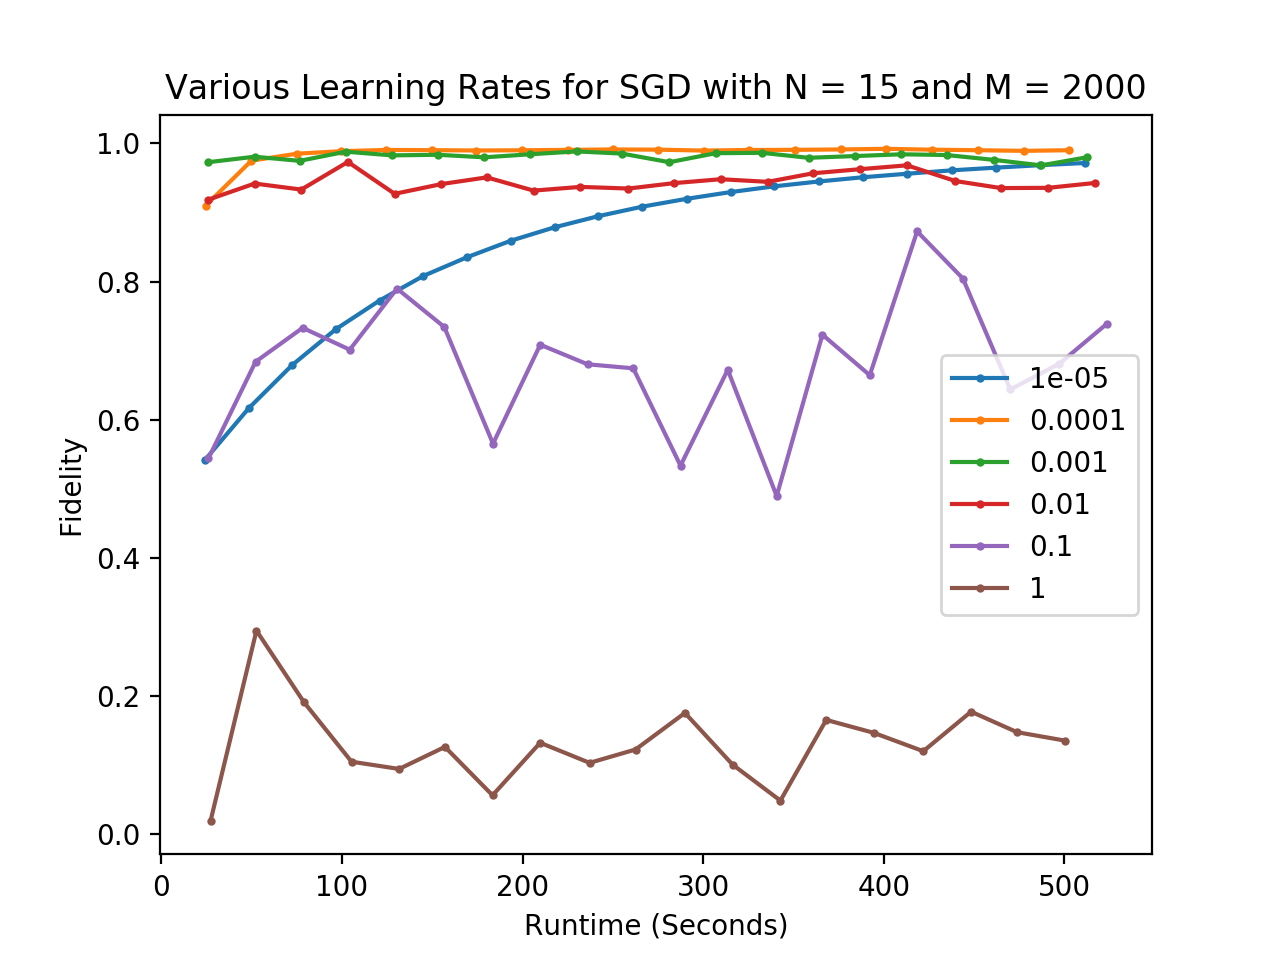 Various Learning Rates for SGD with N = 15 and M = 2000
1.0
0.8
0.6
0.4
0.2
0.0
Fidelity
1e-05
0.0001
0.001
0.01
0.1
1
0 100 200 300 400 500
Runtime (Seconds)